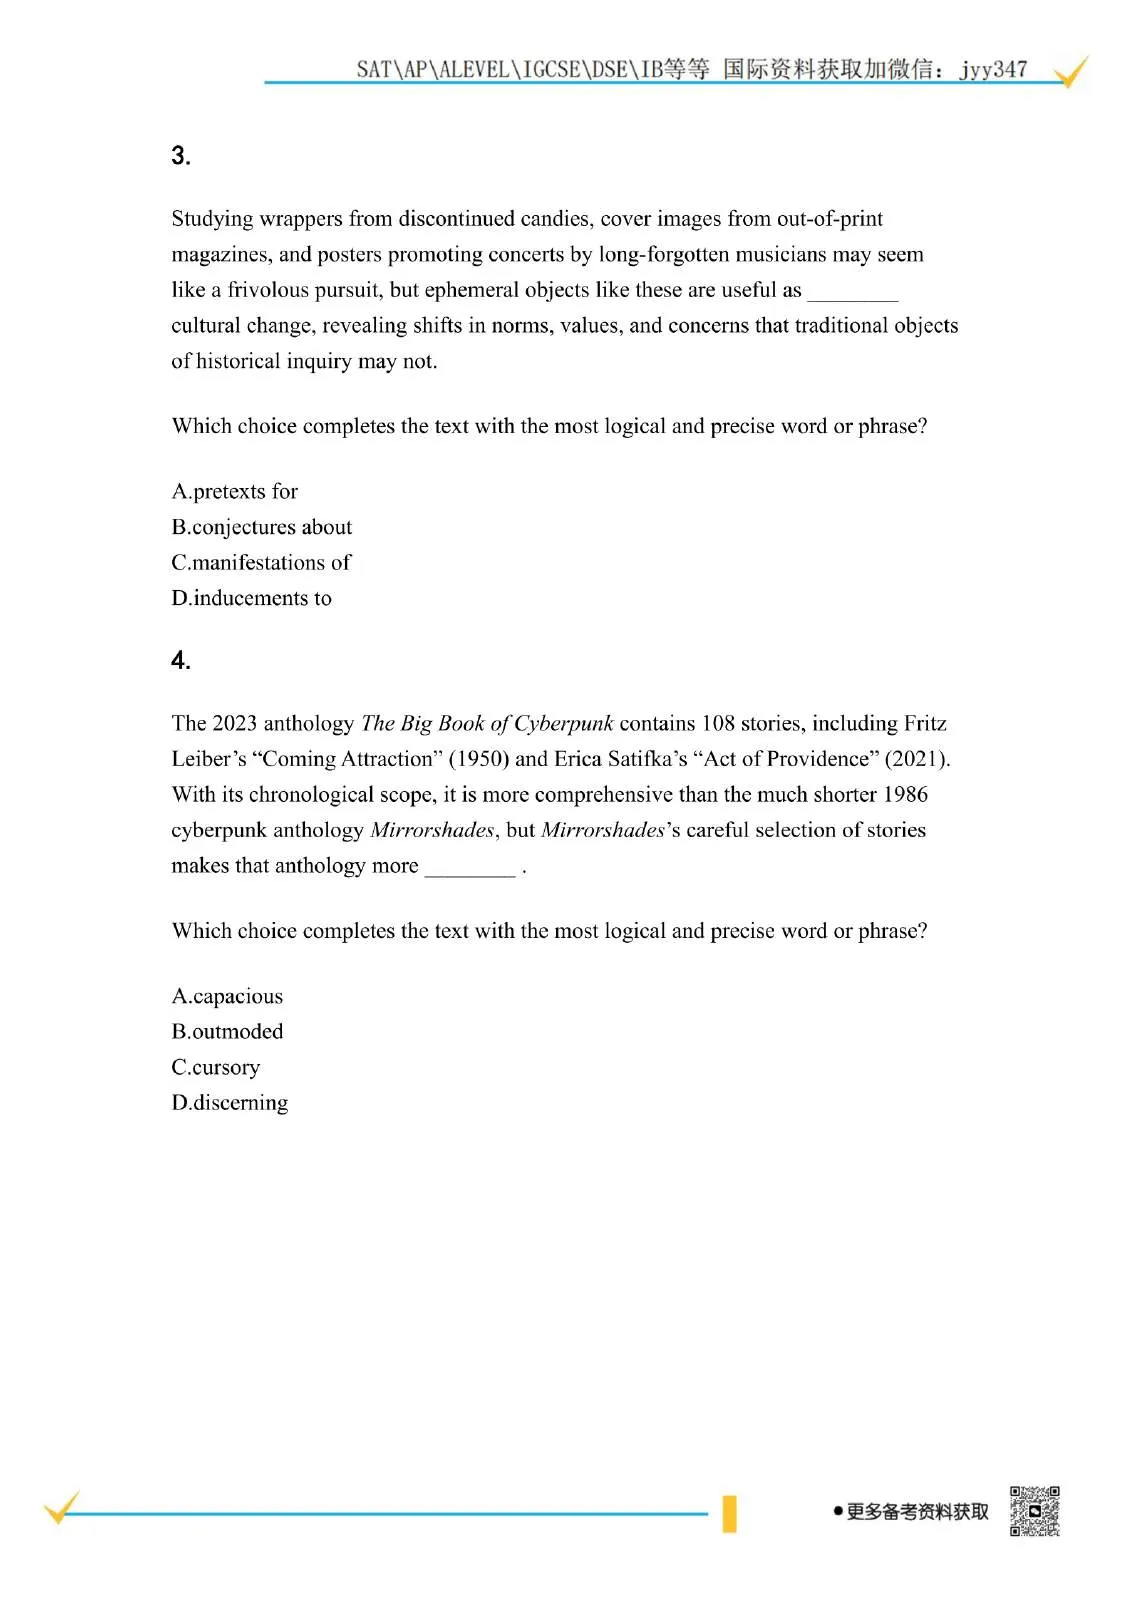 SAT\AP\ALEVEL\IGCSE\DSE\IB等等 国际资料获取加微信：jyy347
3.
Studying wrappers from discontinued candies, cover images from out-of-print
magazines, and posters promoting concerts by long-forgotten musicians may seem
like a frivolous pursuit, but ephemeral objects like these are useful as ________
cultural change, revealing shifts in norms, values, and concerns that traditional objects
of historical inquiry may not.
Which choice completes the text with the most logical and precise word or phrase?
A.pretexts for
B.conjectures about
C.manifestations of
D.inducements to
4.
The 2023 anthology The Big Book of Cyberpunk contains 108 stories, including Fritz
Leiber’s “Coming Attraction” (1950) and Erica Satifka’s “Act of Providence” (2021).
With its chronological scope, it is more comprehensive than the much shorter 1986
cyberpunk anthology Mirrorshades, but Mirrorshades’s careful selection of stories
makes that anthology more ________ .
Which choice completes the text with the most logical and precise word or phrase?
A.capacious
B.outmoded
C.cursory
D.discerning
●更多备考资料获取